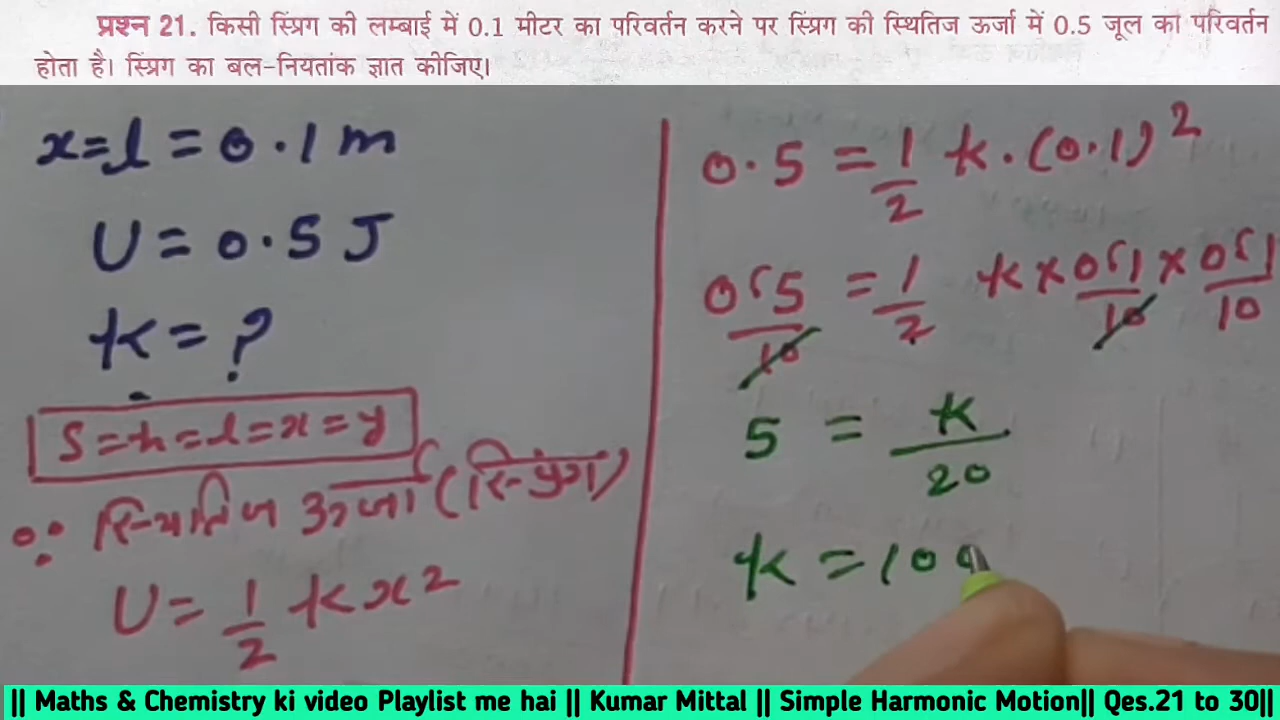 प्रश्न 21. किसी स्प्रिंग की लम्बाई में 0.1 मीटर का परिवर्तन करने पर स्प्रिंग की स्थितिज ऊर्जा में 0.5 जूल का परिवर्तन
होता है। स्प्रिंग का बल-नियतांक ज्ञात कीजिए।
x=l=0.1m
U=0.5 J
k=?
S=h=l=x=y
∵ स्थितिज ऊर्जा (स्प्रिंग)
U=1/2 kx²
0.5=1/2 k.(0.1)²
0.5/10=1/2 k×0.1/10×0.1/10
5=k/20
k=100
|| Maths & Chemistry ki video Playlist me hai || Kumar Mittal || Simple Harmonic Motion|| Qes.21 to 30||